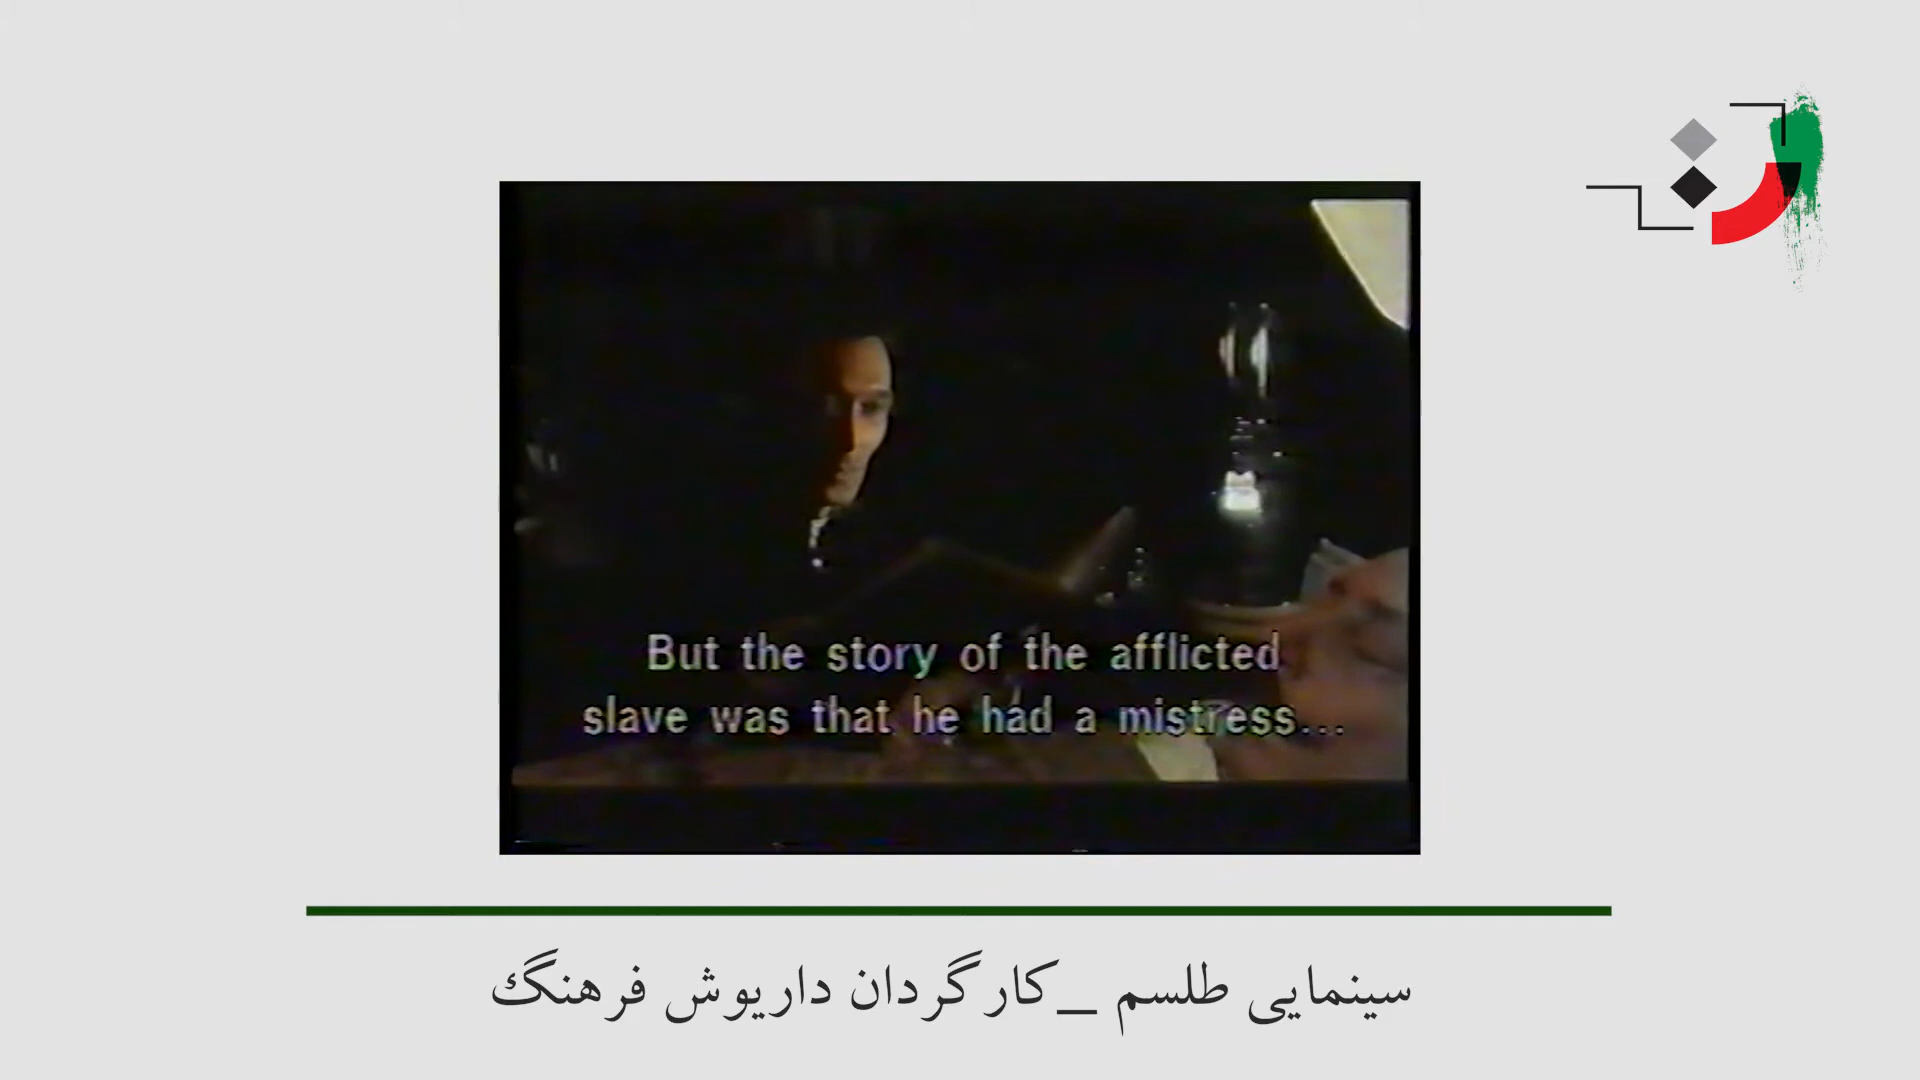 But the story of the afflicted
slave was that he had a mistress...
سینمایی طلسم _کارگردان داریوش فرهنگ